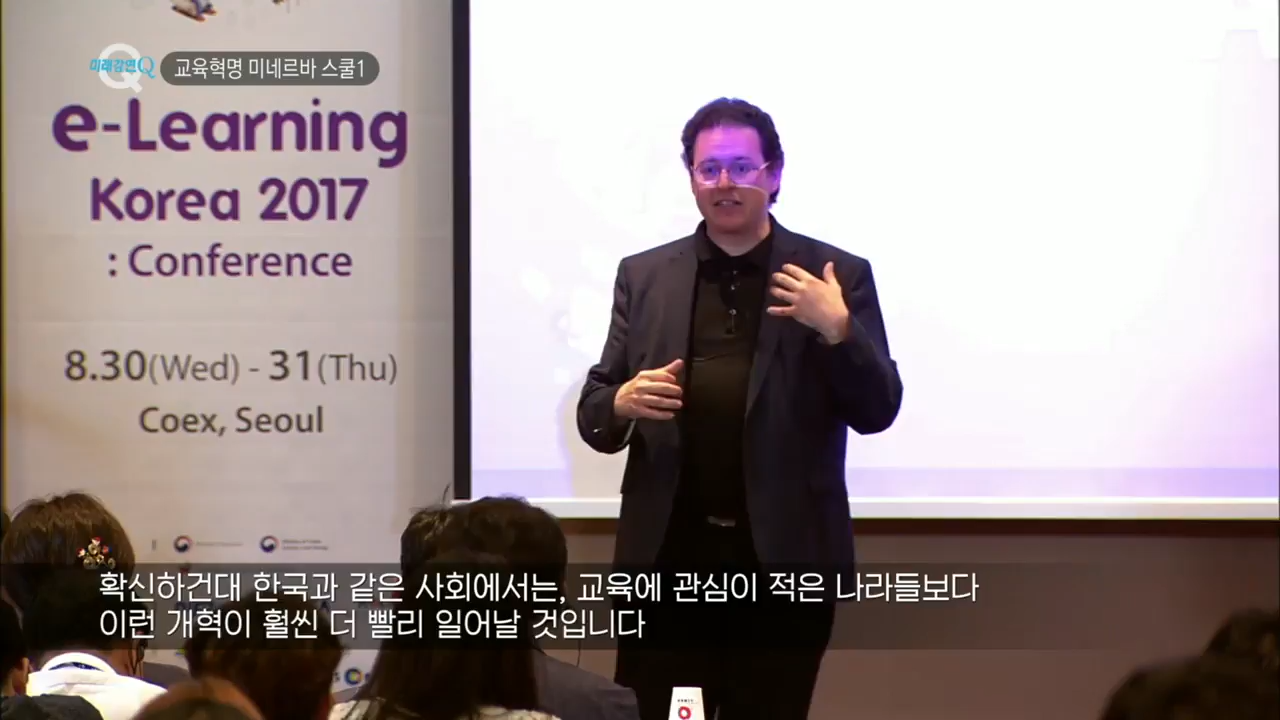 미래강연Q
교육혁명 미네르바 스쿨1
e-Learning
Korea 2017
: Conference
8.30(Wed) - 31(Thu)
Coex, Seoul
확신하건대 한국과 같은 사회에서는, 교육에 관심이 적은 나라들보다
이런 개혁이 훨씬 더 빨리 일어날 것입니다